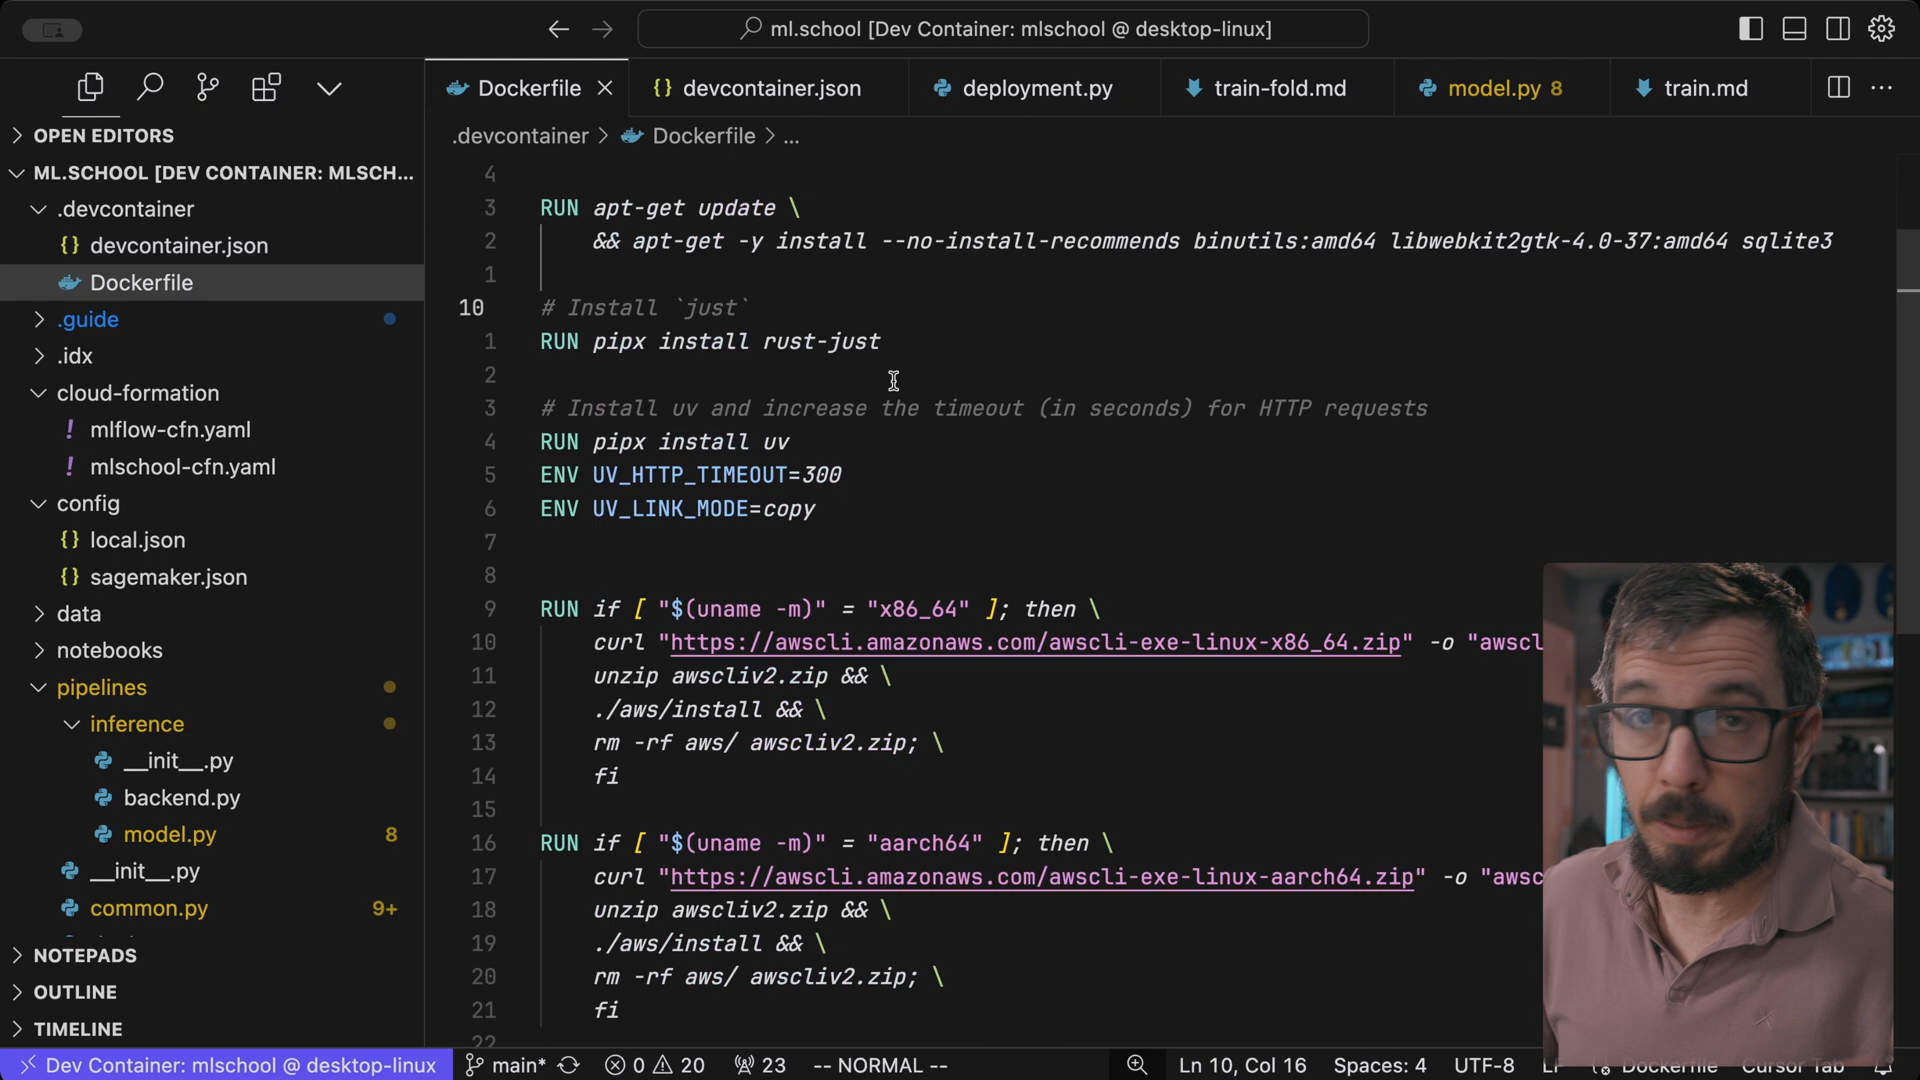 ml.school [Dev Container: mlschool @ desktop-linux]
Dockerfile
devcontainer.json
deployment.py
train-fold.md
model.py 8
train.md
OPEN EDITORS
ML.SCHOOL [DEV CONTAINER: MLSCH...
.devcontainer
devcontainer.json
Dockerfile
.guide
.idx
cloud-formation
mlflow-cfn.yaml
mlschool-cfn.yaml
config
local.json
sagemaker.json
data
notebooks
pipelines
inference
__init__.py
backend.py
model.py 8
__init__.py
common.py 9+
NOTEPADS
OUTLINE
TIMELINE
.devcontainer > Dockerfile > ...
4
3 RUN apt-get update \
2 && apt-get -y install --no-install-recommends binutils:amd64 libwebkit2gtk-4.0-37:amd64 sqlite3
1
10 # Install `just`
1 RUN pipx install rust-just
2
3 # Install uv and increase the timeout (in seconds) for HTTP requests
4 RUN pipx install uv
5 ENV UV_HTTP_TIMEOUT=300
6 ENV UV_LINK_MODE=copy
7
8
9 RUN if [ "$(uname -m)" = "x86_64" ]; then \
10 curl "https://awscli.amazonaws.com/awscli-exe-linux-x86_64.zip" -o "awscl
11 unzip awscliv2.zip && \
12 ./aws/install && \
13 rm -rf aws/ awscliv2.zip; \
14 fi
15
16 RUN if [ "$(uname -m)" = "aarch64" ]; then \
17 curl "https://awscli.amazonaws.com/awscli-exe-linux-aarch64.zip" -o "awsc
18 unzip awscliv2.zip && \
19 ./aws/install && \
20 rm -rf aws/ awscliv2.zip; \
21 fi
22
Dev Container: mlschool @ desktop-linux main* 0 20 23 -- NORMAL -- Ln 10, Col 16 Spaces: 4 UTF-8 LF Dockerfile Cursor Tab